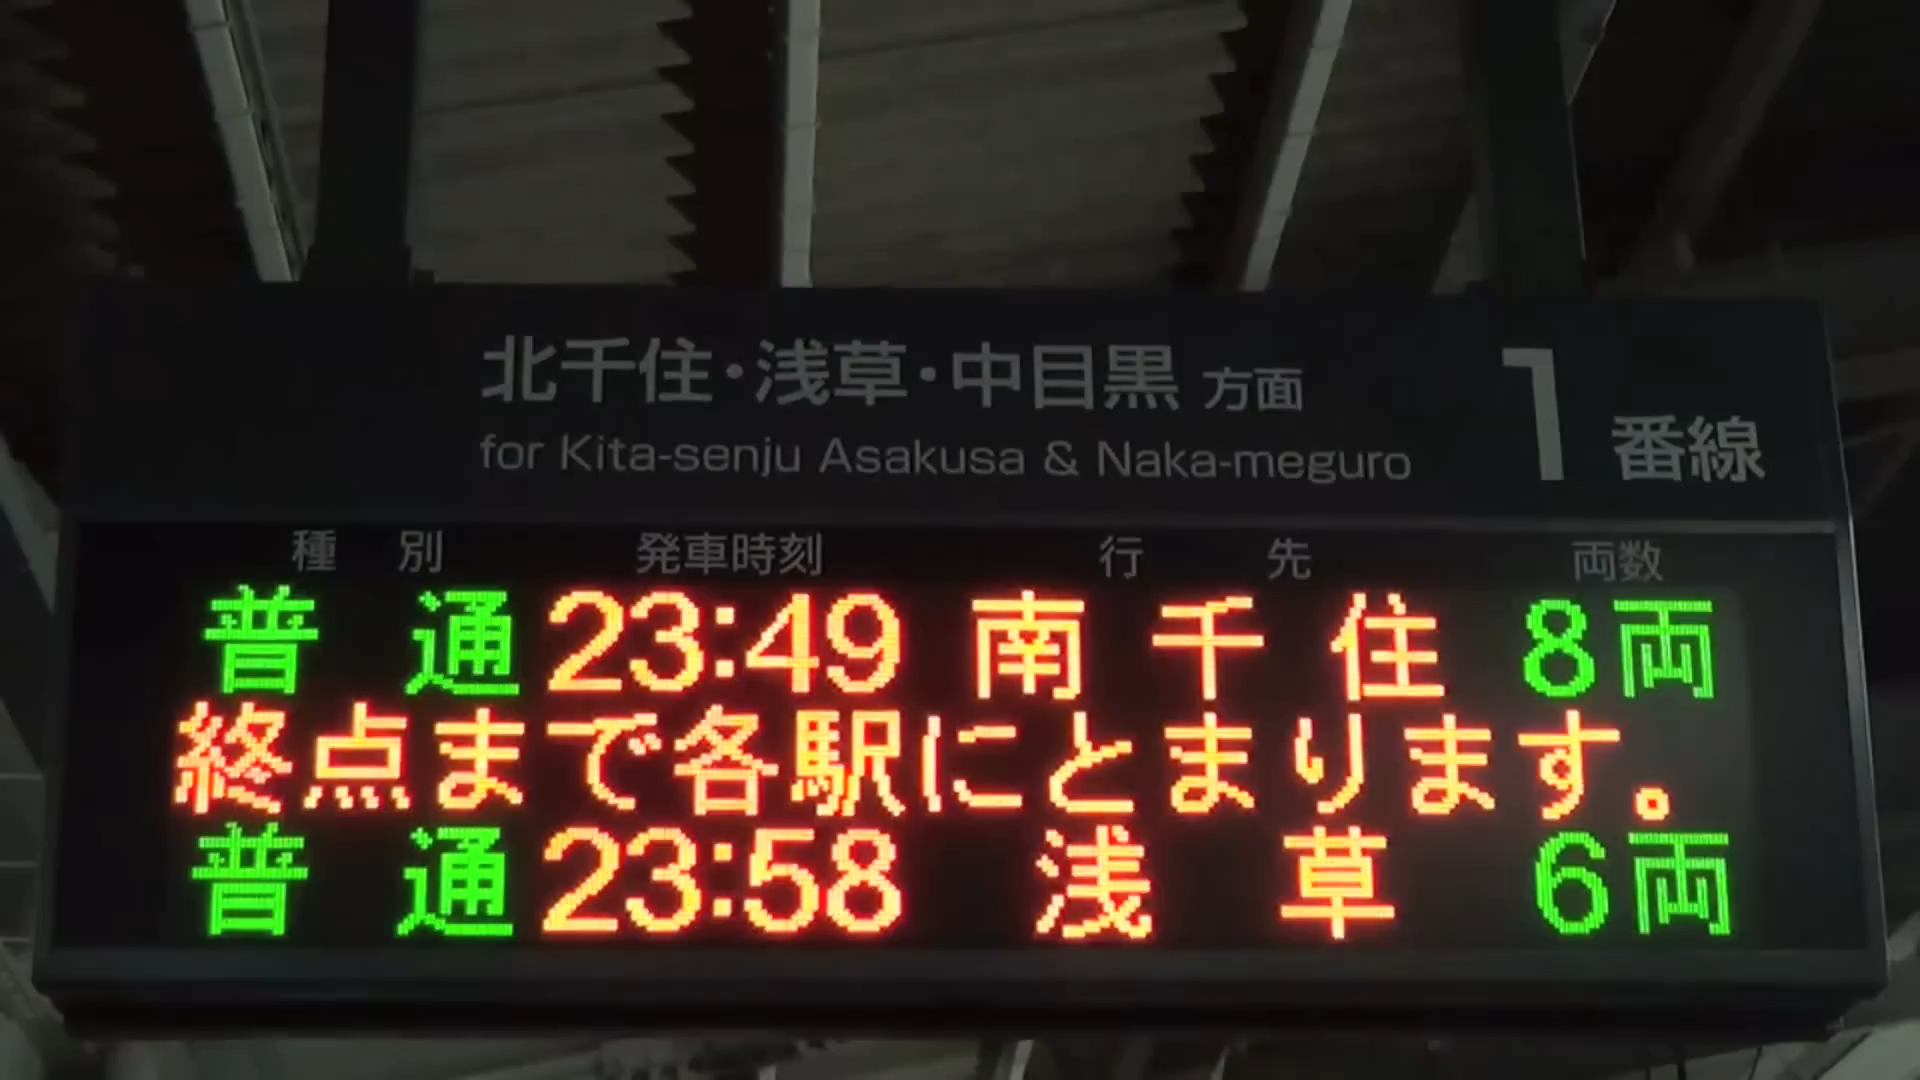 北千住・浅草・中目黒 方面 1 番線
for Kita-senju Asakusa & Naka-meguro
種別 発車時刻 行先 両数
普通 23:49 南千住 8両
終点まで各駅にとまります。
普通 23:58 浅草 6両